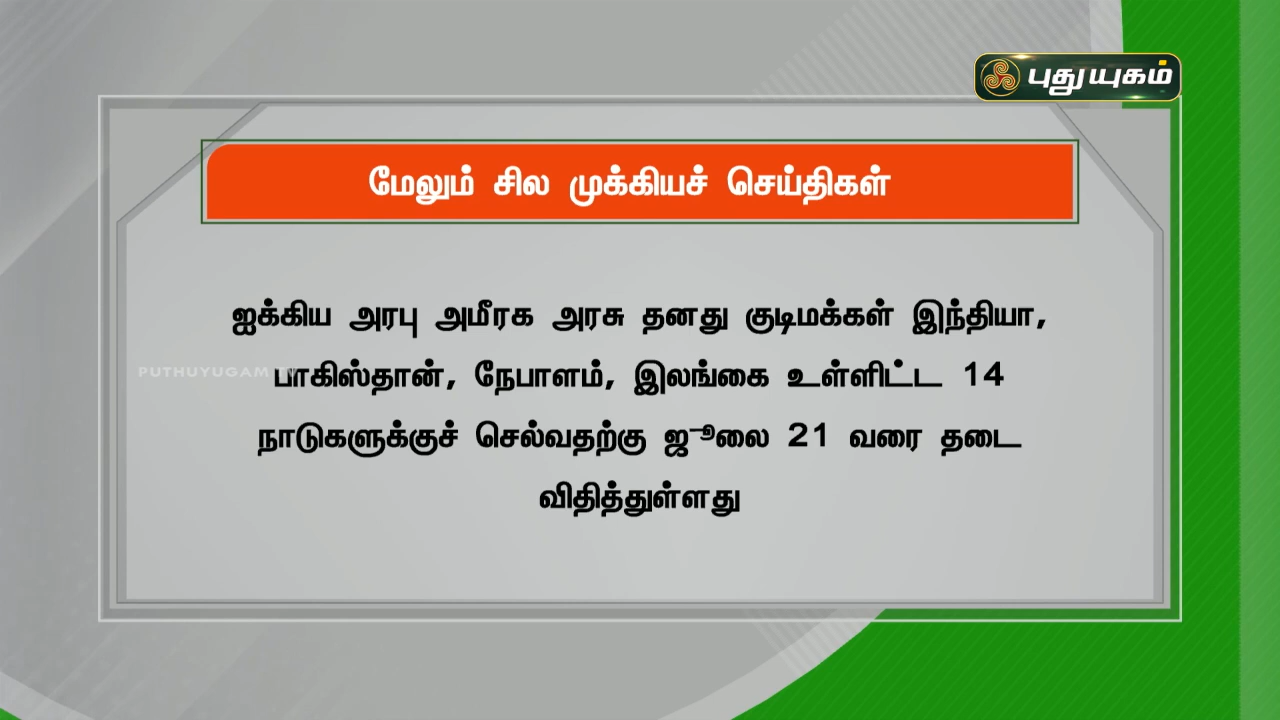 புதுயுகம்
மேலும் சில முக்கியச் செய்திகள்
ஐக்கிய அரபு அமீரக அரசு தனது குடிமக்கள் இந்தியா,
PUTHUYUGAM TV
பாகிஸ்தான், நேபாளம், இலங்கை உள்ளிட்ட 14
நாடுகளுக்குச் செல்வதற்கு ஜூலை 21 வரை தடை
விதித்துள்ளது